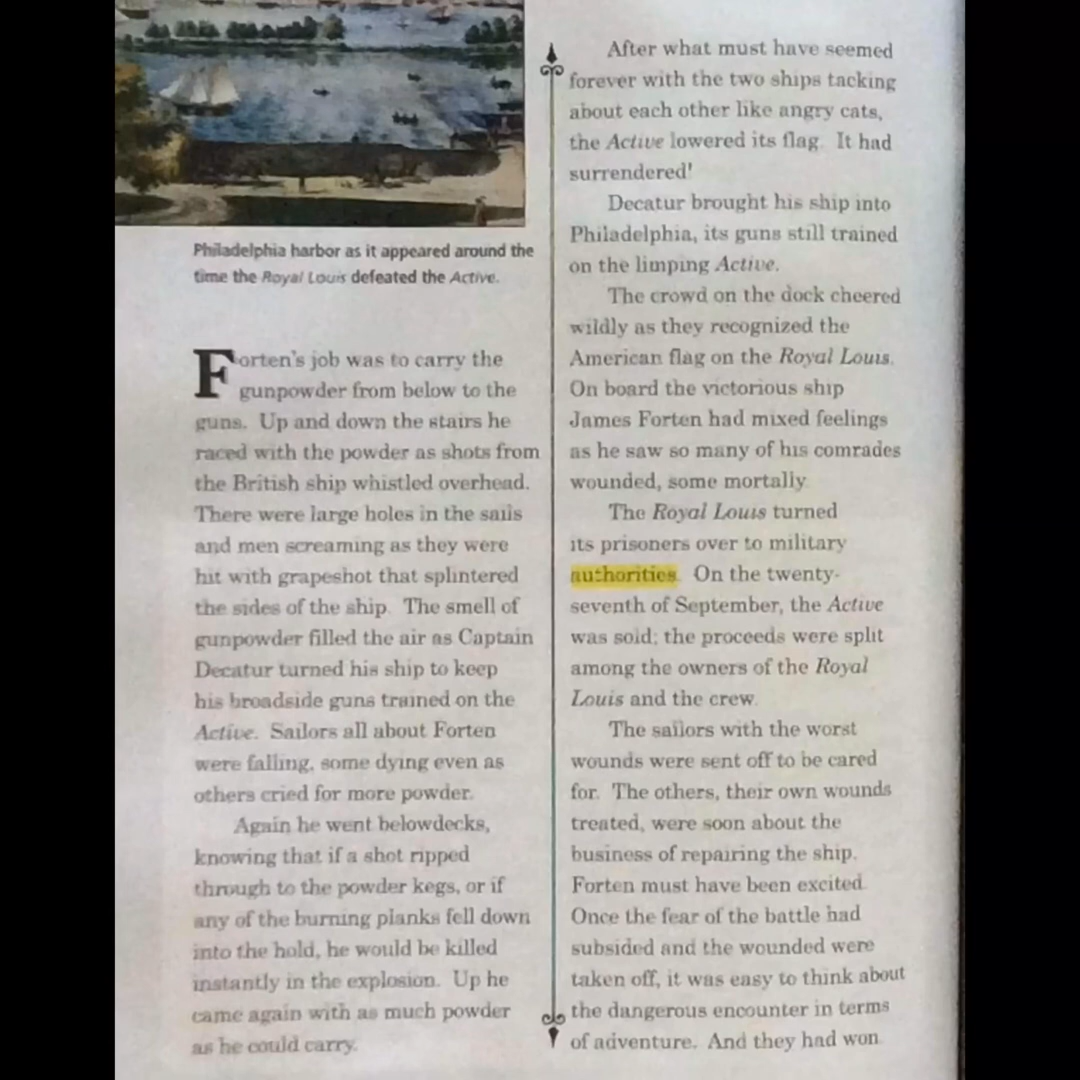 Philadelphia harbor as it appeared around the
time the Royal Louis defeated the Active.
Forten's job was to carry the
gunpowder from below to the
guns. Up and down the stairs he
raced with the powder as shots from
the British ship whistled overhead.
There were large holes in the sails
and men screaming as they were
hit with grapeshot that splintered
the sides of the ship. The smell of
gunpowder filled the air as Captain
Decatur turned his ship to keep
his broadside guns trained on the
Active. Sailors all about Forten
were falling, some dying even as
others cried for more powder.
Again he went belowdecks,
knowing that if a shot ripped
through to the powder kegs, or if
any of the burning planks fell down
into the hold, he would be killed
instantly in the explosion. Up he
came again with as much powder
as he could carry.
After what must have seemed
forever with the two ships tacking
about each other like angry cats,
the Active lowered its flag. It had
surrendered!
Decatur brought his ship into
Philadelphia, its guns still trained
on the limping Active.
The crowd on the dock cheered
wildly as they recognized the
American flag on the Royal Louis.
On board the victorious ship
James Forten had mixed feelings
as he saw so many of his comrades
wounded, some mortally.
The Royal Louis turned
its prisoners over to military
authorities. On the twenty-
seventh of September, the Active
was sold; the proceeds were split
among the owners of the Royal
Louis and the crew.
The sailors with the worst
wounds were sent off to be cared
for. The others, their own wounds
treated, were soon about the
business of repairing the ship.
Forten must have been excited.
Once the fear of the battle had
subsided and the wounded were
taken off, it was easy to think about
the dangerous encounter in terms
of adventure. And they had won.